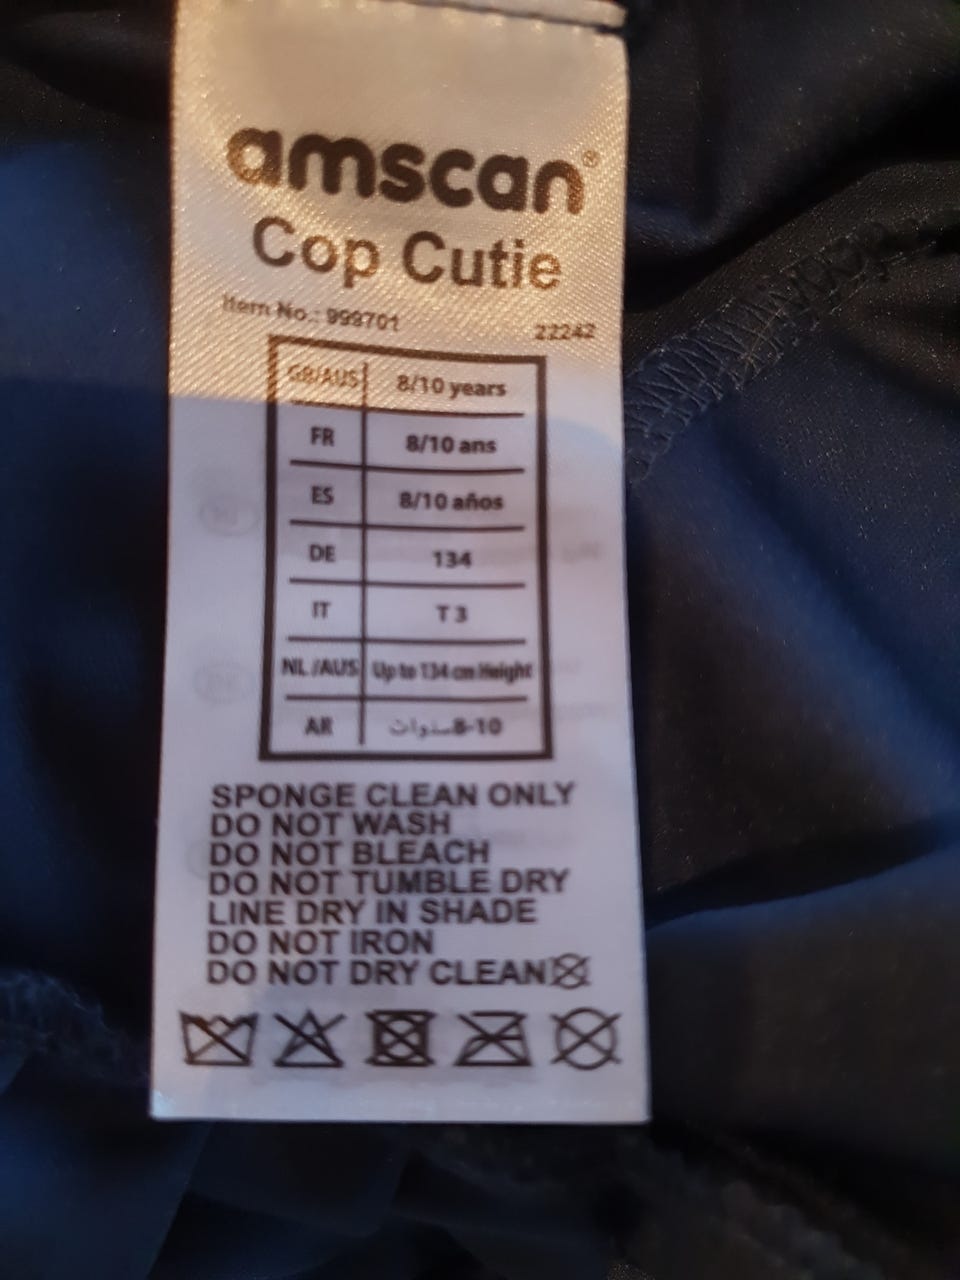 amscan®
Cop Cutie
Item No.: 999701 22242
GB/AUS 8/10 years
FR 8/10 ans
ES 8/10 años
DE 134
IT T 3
NL /AUS Up to 134 cm Height
AR 8-10سنوات
SPONGE CLEAN ONLY
DO NOT WASH
DO NOT BLEACH
DO NOT TUMBLE DRY
LINE DRY IN SHADE
DO NOT IRON
DO NOT DRY CLEAN